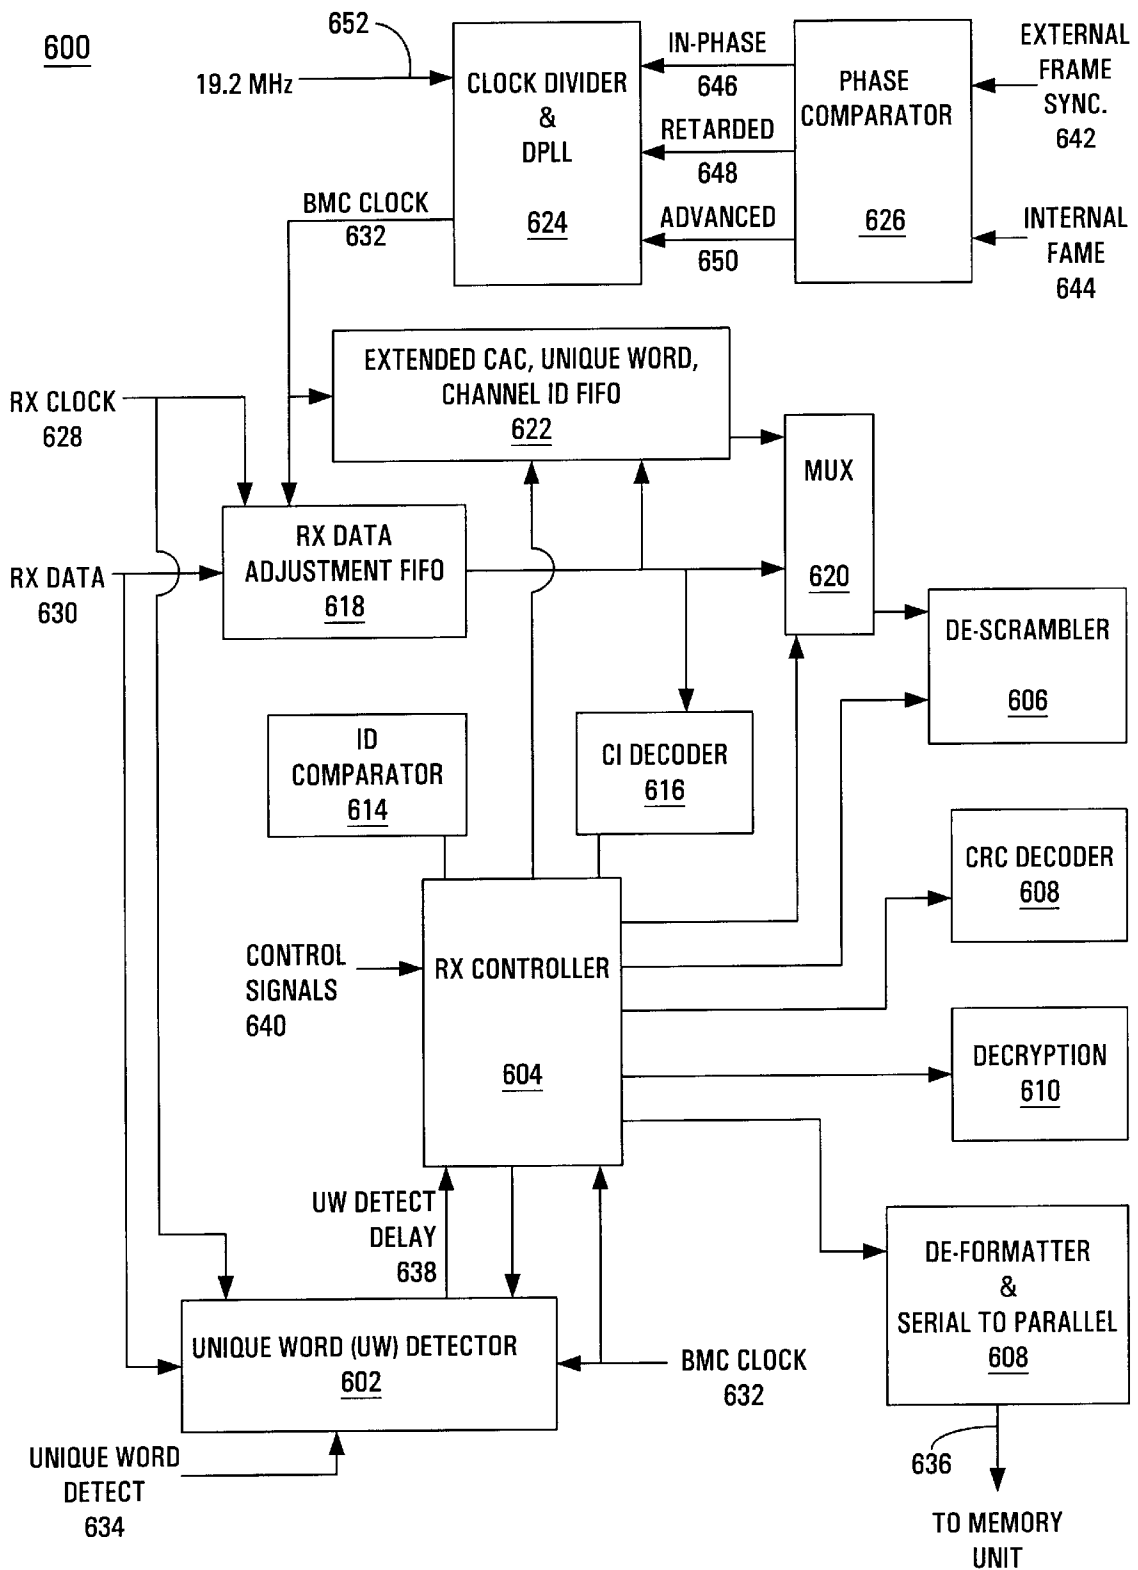 600
652
19.2 MHz
CLOCK DIVIDER
&
DPLL
624
IN-PHASE
646
RETARDED
648
ADVANCED
650
PHASE
COMPARATOR
626
EXTERNAL
FRAME
SYNC.
642
INTERNAL
FAME
644
BMC CLOCK
632
EXTENDED CAC, UNIQUE WORD,
CHANNEL ID FIFO
622
RX CLOCK
628
MUX
620
RX DATA
ADJUSTMENT FIFO
618
RX DATA
630
DE-SCRAMBLER
606
ID
COMPARATOR
614
CI DECODER
616
CRC DECODER
608
CONTROL
SIGNALS
640
RX CONTROLLER
604
DECRYPTION
610
UW DETECT
DELAY
638
DE-FORMATTER
&
SERIAL TO PARALLEL
608
UNIQUE WORD (UW) DETECTOR
602
BMC CLOCK
632
UNIQUE WORD
DETECT
634
636
TO MEMORY
UNIT